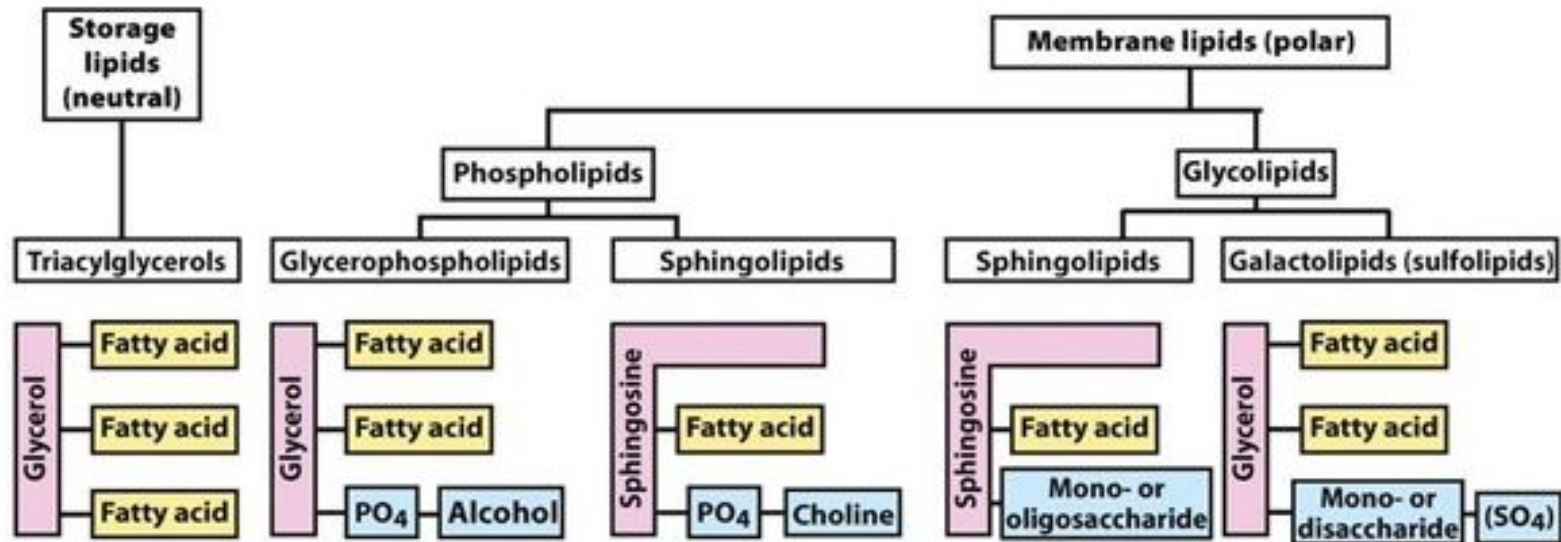 Storage
lipids
(neutral)
Membrane lipids (polar)
Phospholipids
Glycolipids
Triacylglycerols
Glycerophospholipids
Sphingolipids
Sphingolipids
Galactolipids (sulfolipids)
Glycerol
Fatty acid
Fatty acid
Fatty acid
Glycerol
Fatty acid
Fatty acid
PO4
Alcohol
Sphingosine
Fatty acid
PO4
Choline
Sphingosine
Fatty acid
Mono- or
oligosaccharide
Glycerol
Fatty acid
Fatty acid
Mono- or
disaccharide
(SO4)